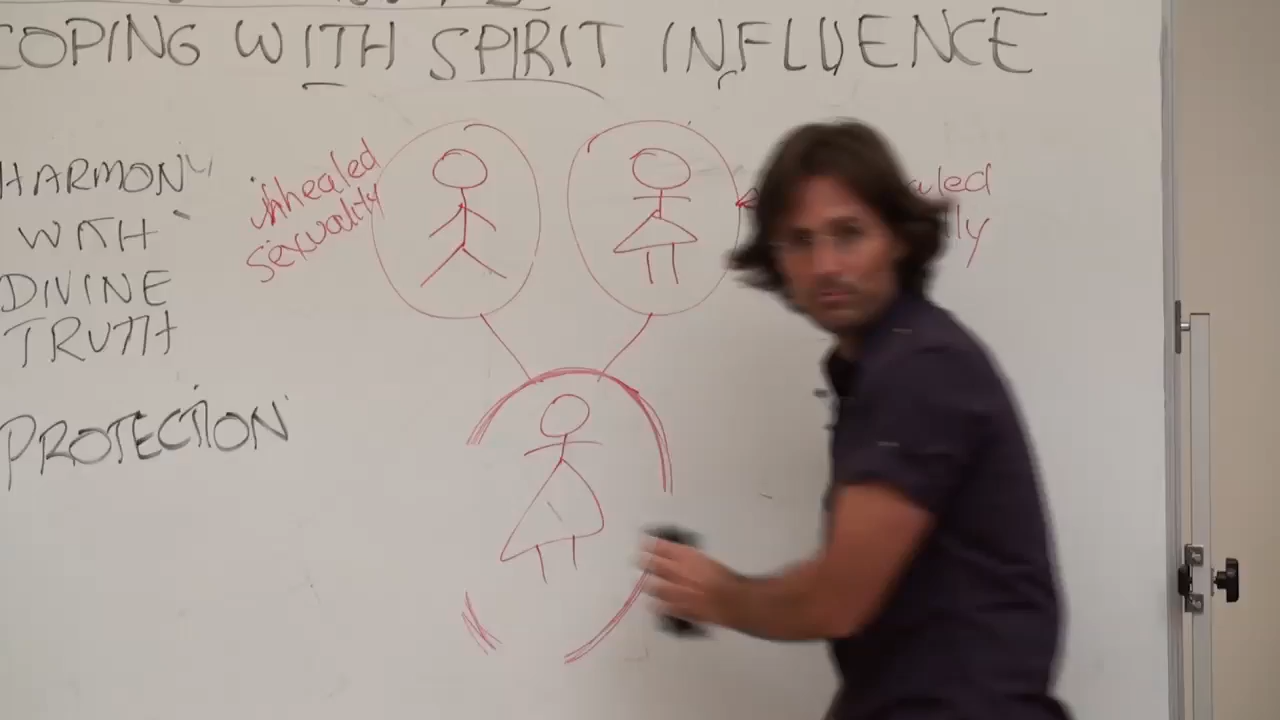 COPING WITH SPIRIT INFLUENCE
HARMONY
WITH
DIVINE
TRUTH
unhealed
sexuality
PROTECTION